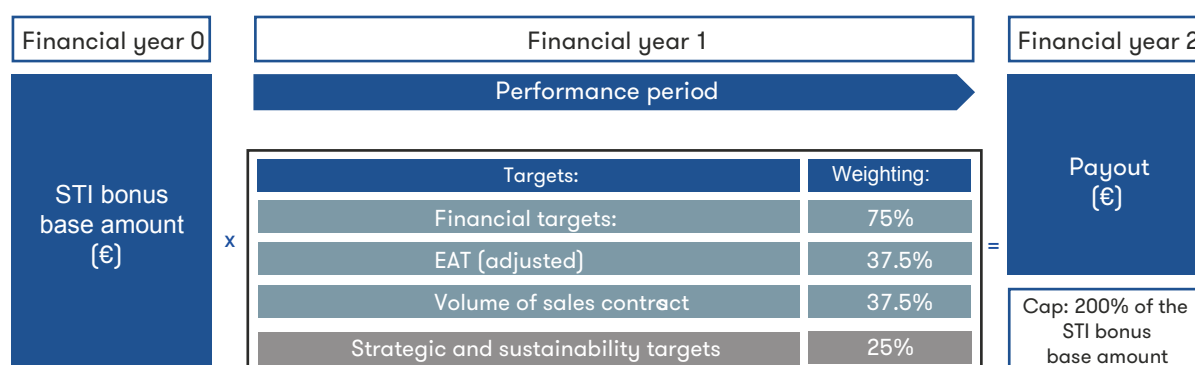 Financial year 0
Financial year 1
Financial year 2
Performance period
STI bonus
base amount
(€)
x
Targets: Weighting:
Financial targets: 75%
EAT (adjusted) 37.5%
Volume of sales contract 37.5%
Strategic and sustainability targets 25%
=
Payout
(€)
Cap: 200% of the
STI bonus
base amount